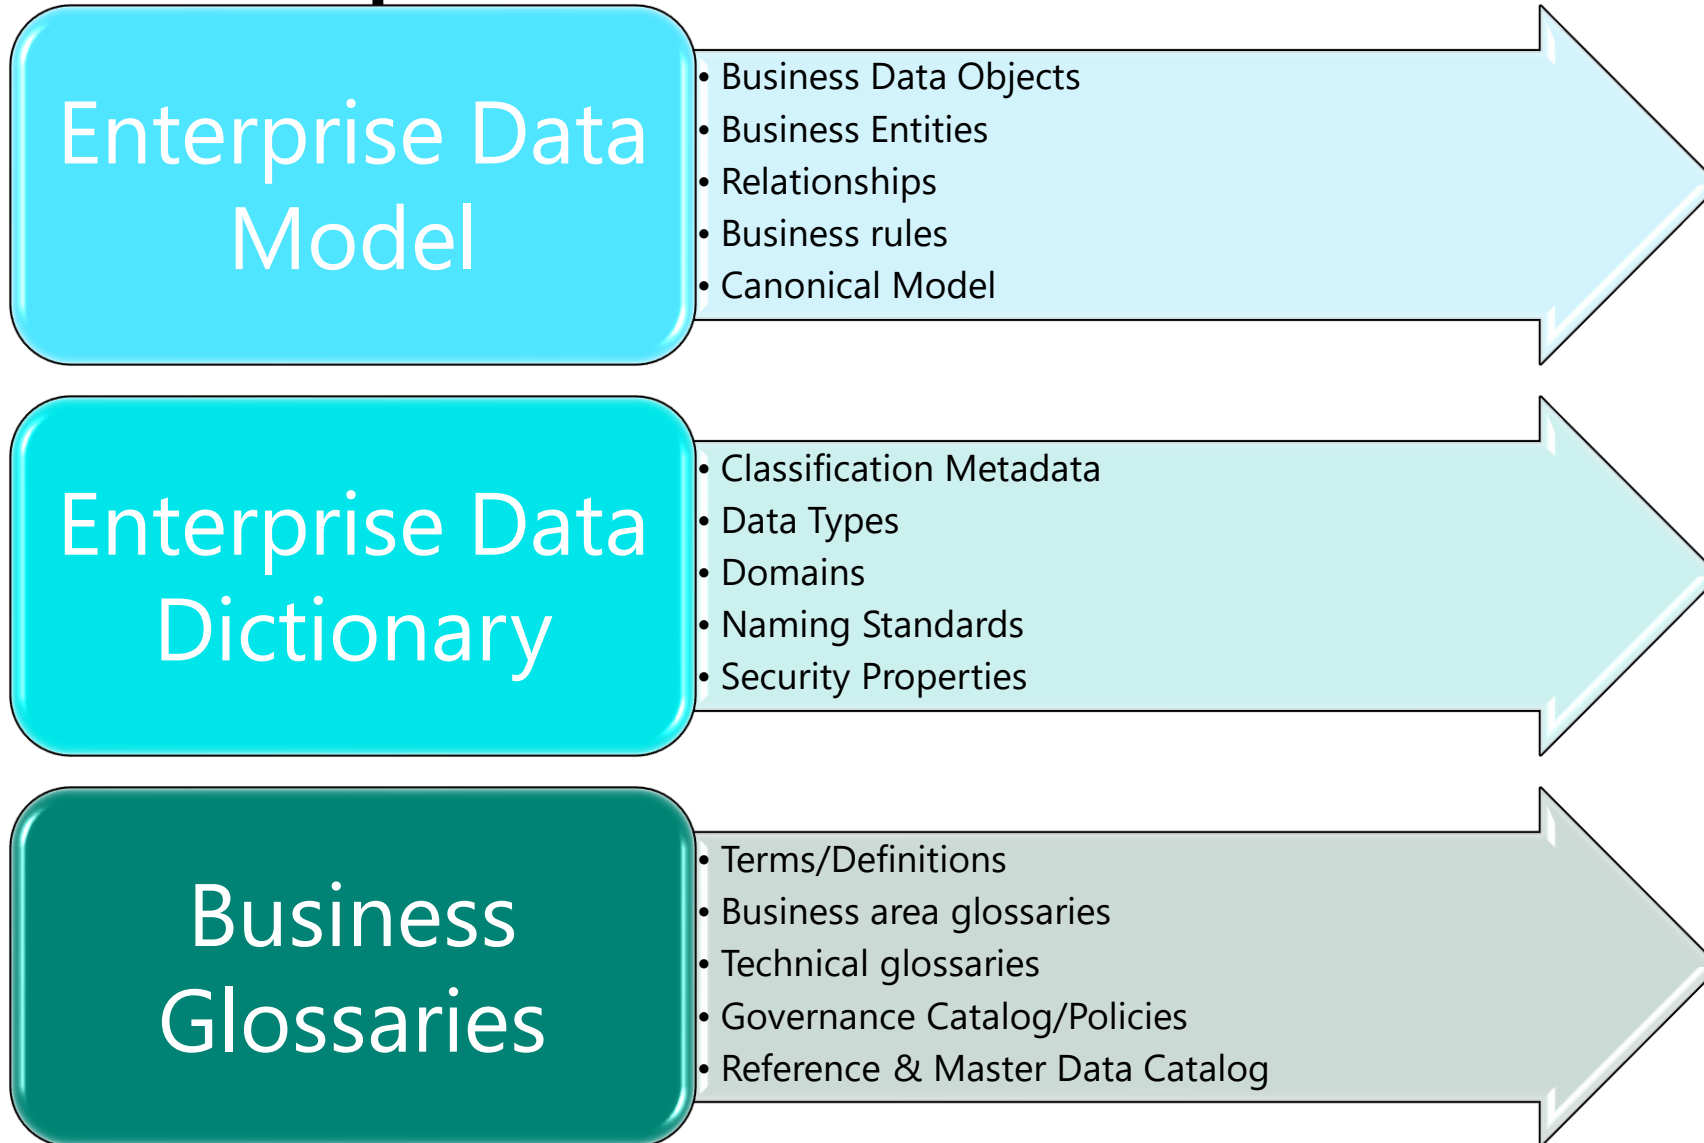 Enterprise Data
Model
• Business Data Objects
• Business Entities
• Relationships
• Business rules
• Canonical Model
Enterprise Data
Dictionary
• Classification Metadata
• Data Types
• Domains
• Naming Standards
• Security Properties
Business
Glossaries
• Terms/Definitions
• Business area glossaries
• Technical glossaries
• Governance Catalog/Policies
• Reference & Master Data Catalog